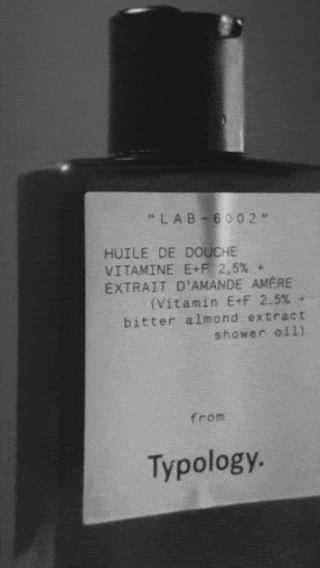 "LAB-6002"
HUILE DE DOUCHE
VITAMINE E+F 2,5% +
EXTRAIT D'AMANDE AMÈRE
(Vitamin E+F 2.5% +
bitter almond extract
shower oil)
from
Typology.